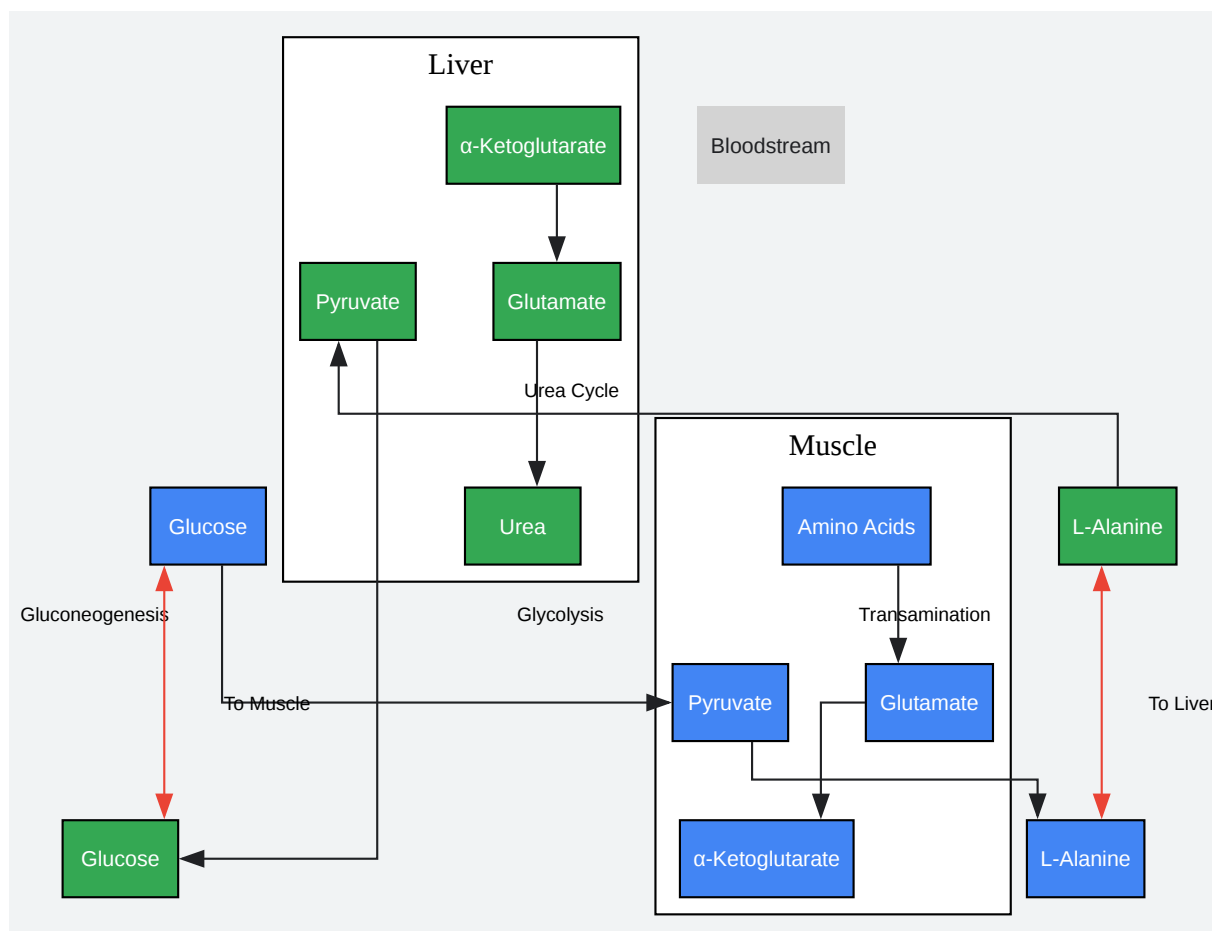 Liver
α-Ketoglutarate
Bloodstream
Pyruvate
Glutamate
Urea Cycle
Muscle
Glucose
Urea
Amino Acids
L-Alanine
Gluconeogenesis
Glycolysis
Transamination
To Muscle
Pyruvate
Glutamate
To Liver
Glucose
α-Ketoglutarate
L-Alanine